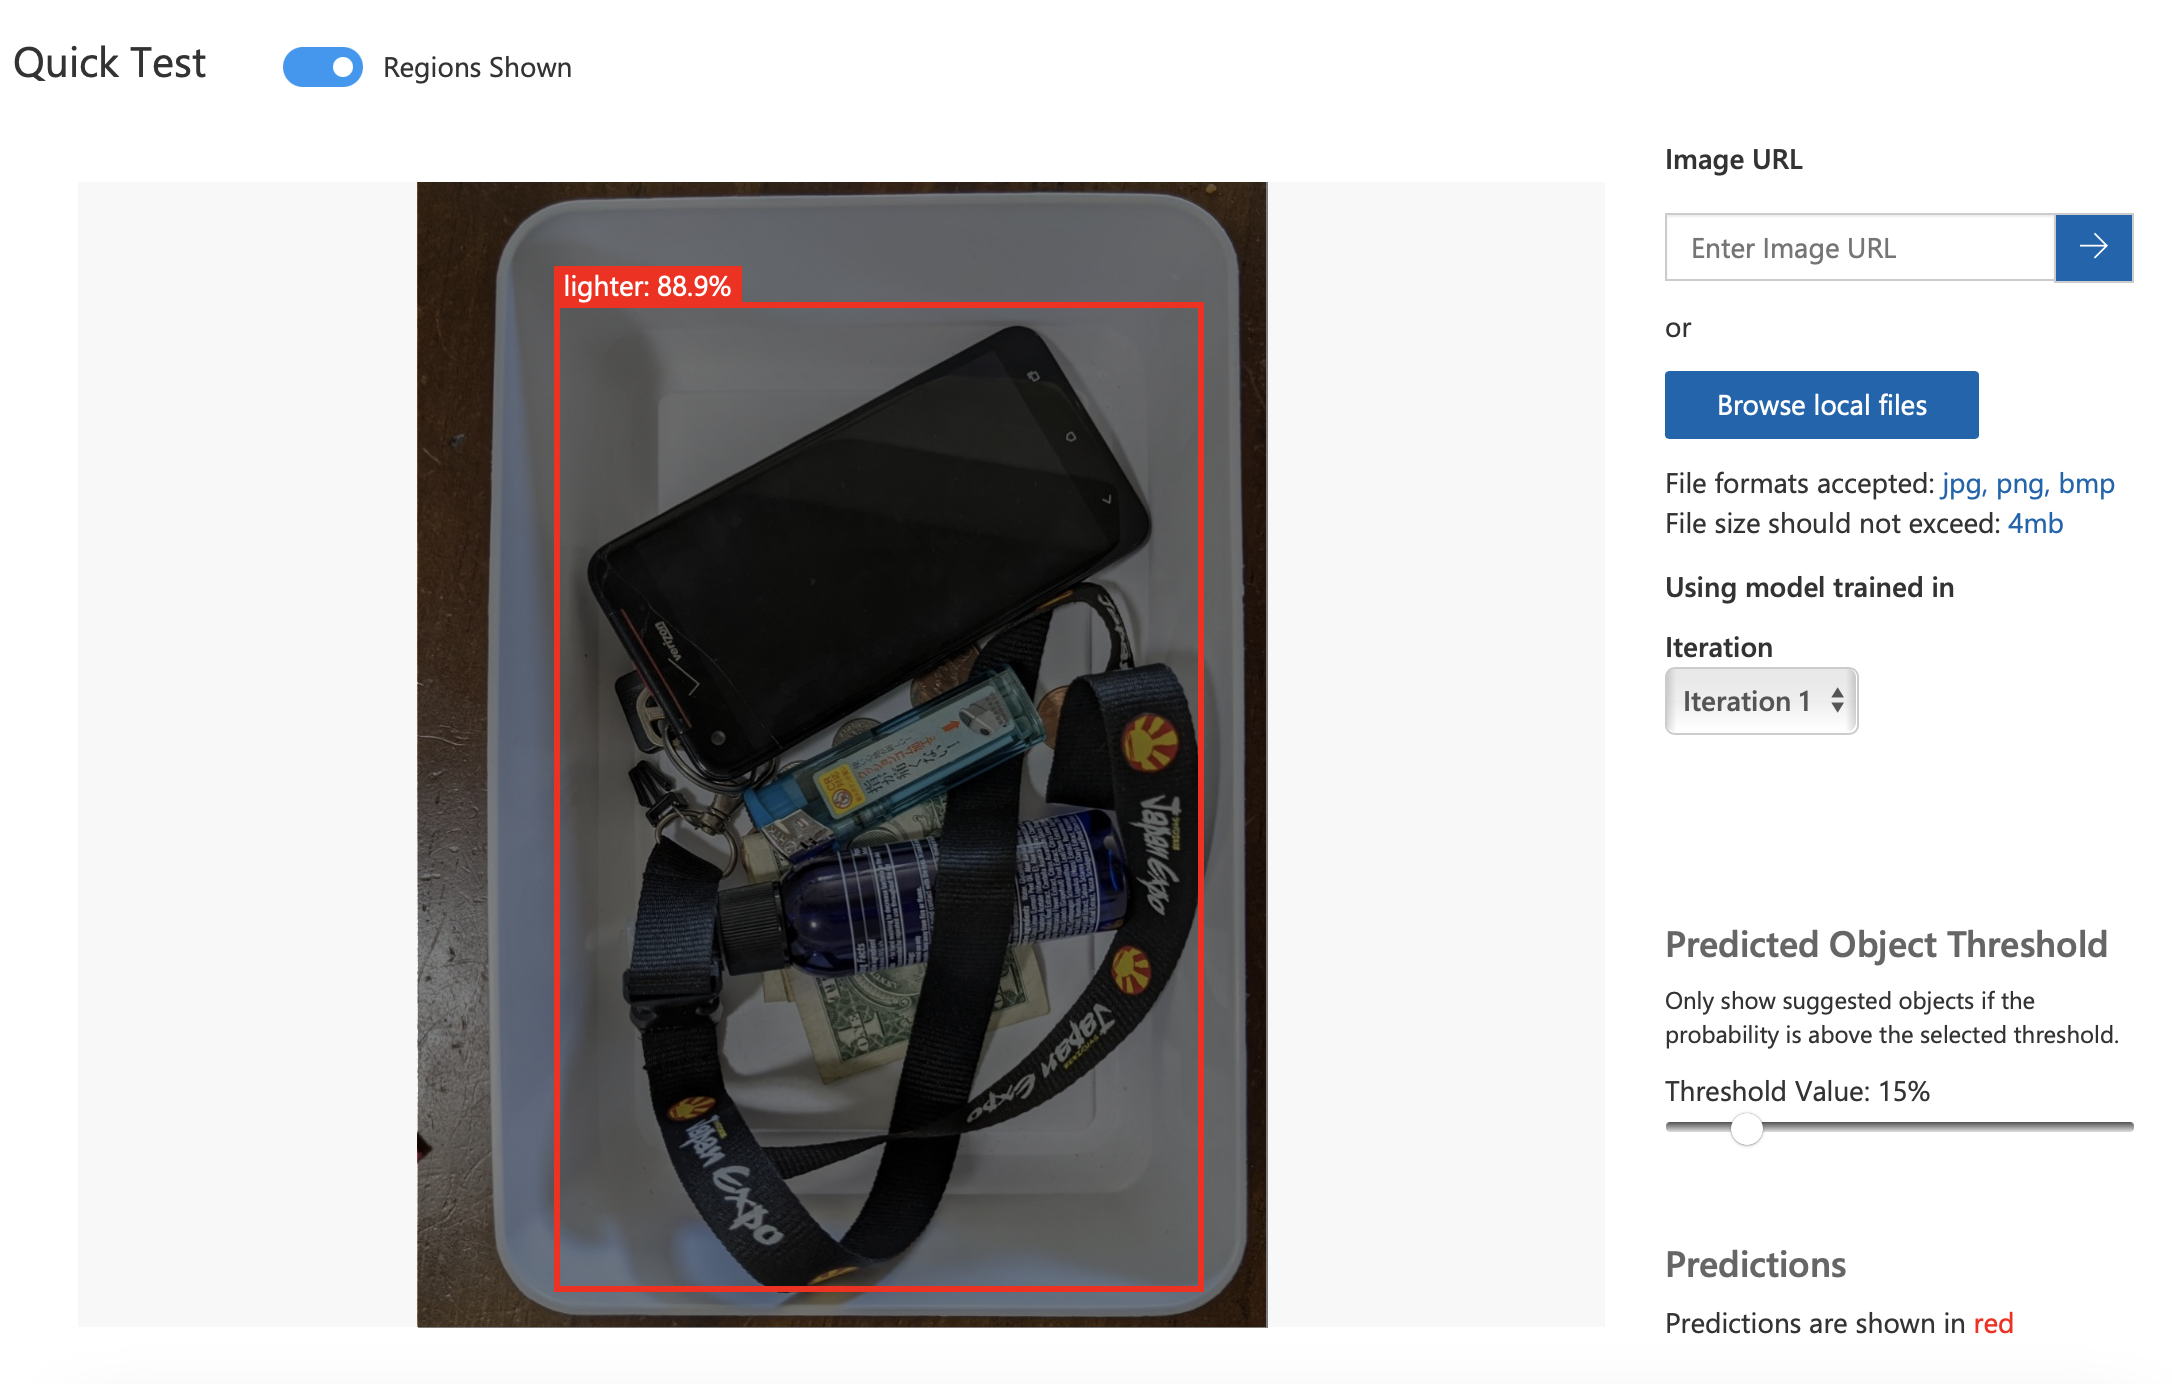 Quick Test
Regions Shown
Image URL
Enter Image URL
or
Browse local files
File formats accepted: jpg, png, bmp
File size should not exceed: 4mb
Using model trained in
Iteration
Iteration 1
Predicted Object Threshold
Only show suggested objects if the
probability is above the selected threshold.
Threshold Value: 15%
Predictions
Predictions are shown in red
lighter: 88.9%
verizon
Japan Expo
Japan Expo
Japan Expo